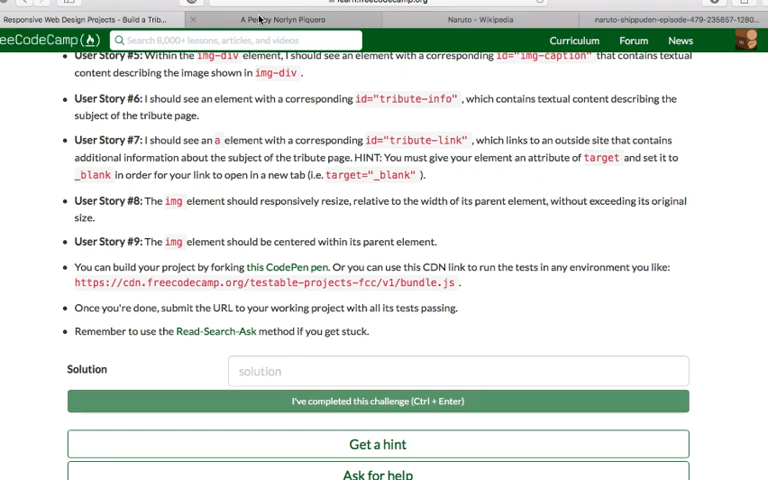 learn.freecodecamp.org
Responsive Web Design Projects - Build a Trib...
A Pen by Norlyn Piquero
Naruto - Wikipedia
naruto-shippuden-episode-479-235857-1280...
eeCodeCamp(🔥)
Search 8,000+ lessons, articles, and videos
Curriculum
Forum
News
• User Story #5: Within the img-div element, I should see an element with a corresponding id="img-caption" that contains textual
content describing the image shown in img-div .
• User Story #6: I should see an element with a corresponding id="tribute-info" , which contains textual content describing the
subject of the tribute page.
• User Story #7: I should see an a element with a corresponding id="tribute-link" , which links to an outside site that contains
additional information about the subject of the tribute page. HINT: You must give your element an attribute of target and set it to
_blank in order for your link to open in a new tab (i.e. target="_blank" ).
• User Story #8: The img element should responsively resize, relative to the width of its parent element, without exceeding its original
size.
• User Story #9: The img element should be centered within its parent element.
• You can build your project by forking this CodePen pen. Or you can use this CDN link to run the tests in any environment you like:
https://cdn.freecodecamp.org/testable-projects-fcc/v1/bundle.js .
• Once you're done, submit the URL to your working project with all its tests passing.
• Remember to use the Read-Search-Ask method if you get stuck.
Solution
solution
I've completed this challenge (Ctrl + Enter)
Get a hint
Ask for help